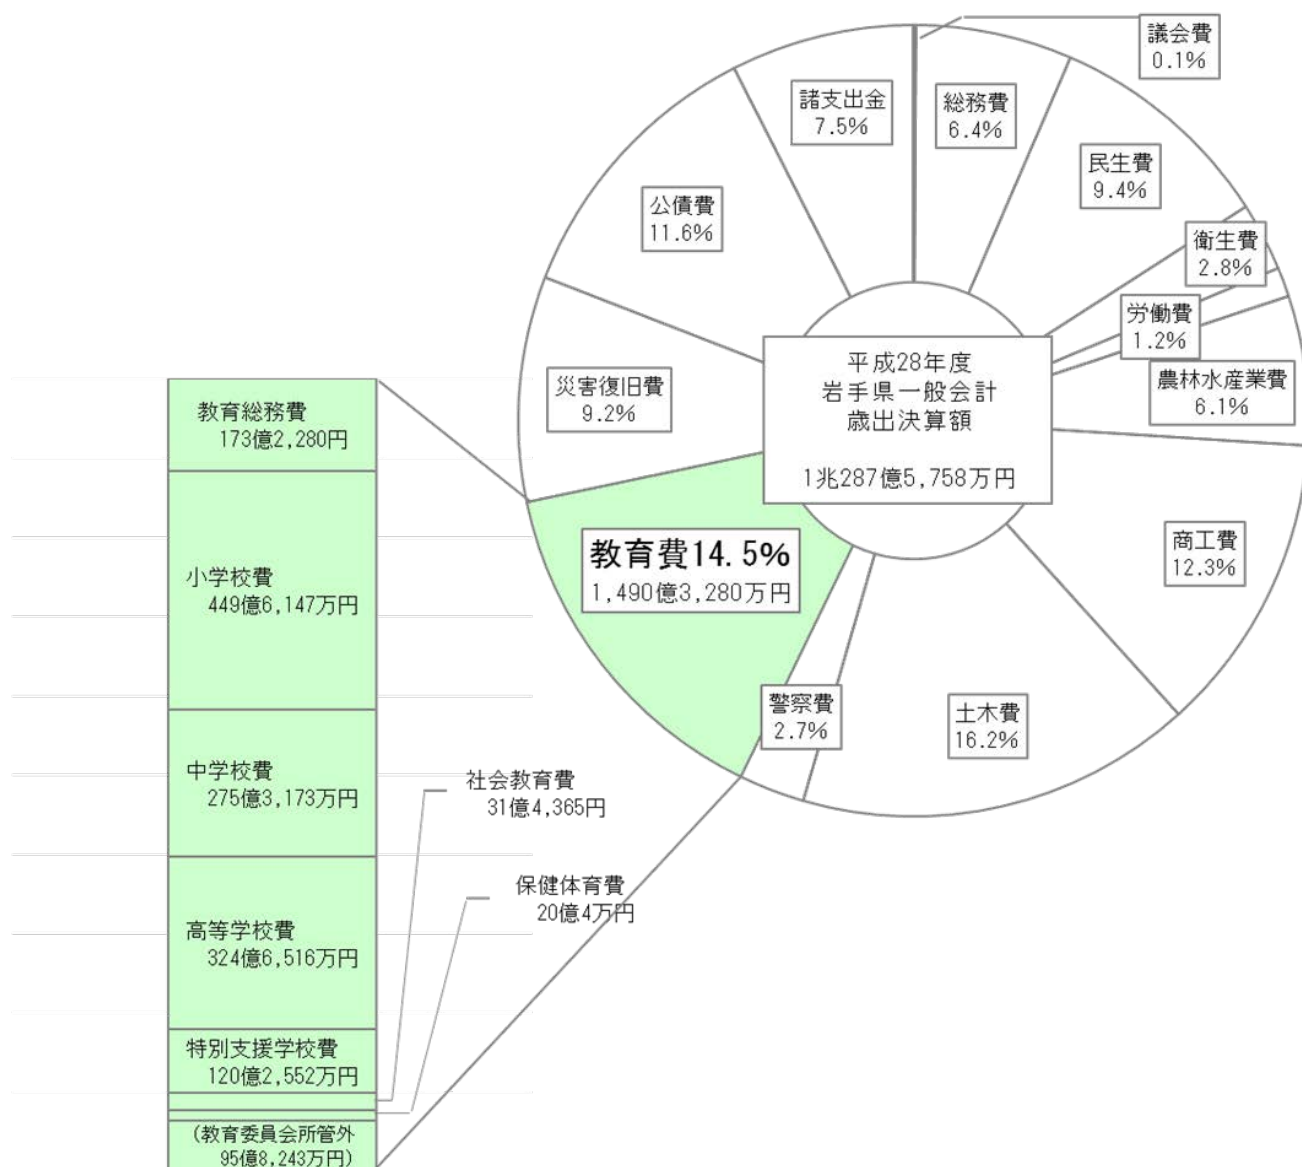 議会費
0.1%
総務費
6.4%
民生費
9.4%
衛生費
2.8%
労働費
1.2%
農林水産業費
6.1%
商工費
12.3%
土木費
16.2%
警察費
2.7%
教育費14.5%
1,490億3,280万円
災害復旧費
9.2%
公債費
11.6%
諸支出金
7.5%
平成28年度
岩手県一般会計
歳出決算額
1兆287億5,758万円
教育総務費
173億2,280円
小学校費
449億6,147万円
中学校費
275億3,173万円
高等学校費
324億6,516万円
特別支援学校費
120億2,552万円
社会教育費
31億4,365円
保健体育費
20億4万円
(教育委員会所管外
95億8,243万円)